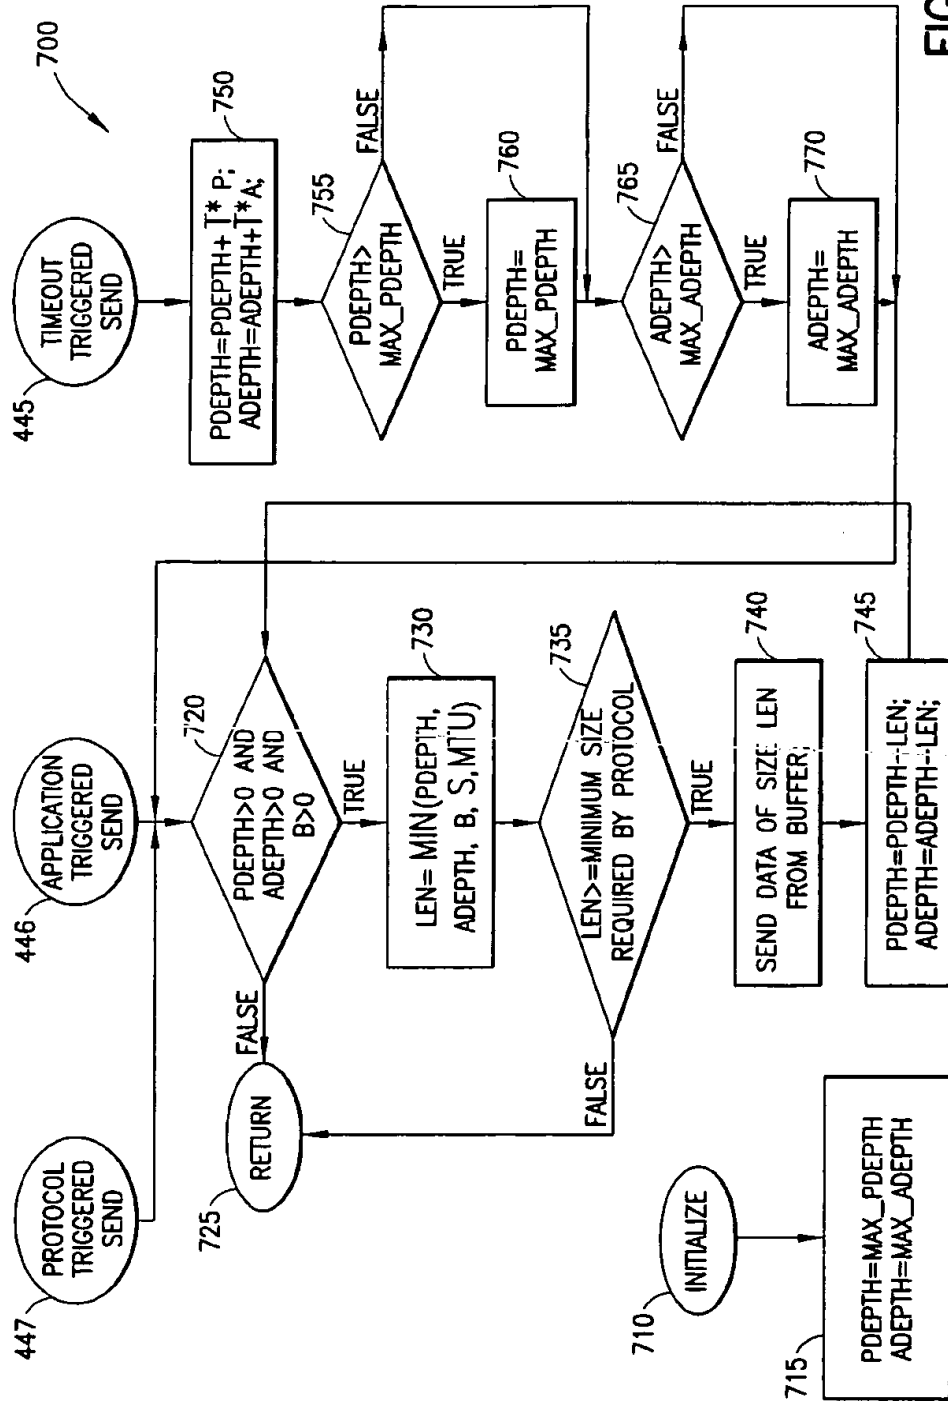 447
PROTOCOL
TRIGGERED
SEND
446
APPLICATION
TRIGGERED
SEND
445
TIMEOUT
TRIGGERED
SEND
700
750
PDEPTH=PDEPTH+T*P;
ADEPTH=ADEPTH+T*A;
755
PDEPTH>
MAX_PDEPTH
FALSE
TRUE
760
PDEPTH=
MAX_PDEPTH
765
ADEPTH>
MAX_ADEPTH
FALSE
TRUE
770
ADEPTH=
MAX_ADEPTH
720
PDEPTH>0 AND
ADEPTH>0 AND
B>0
FALSE
TRUE
725
RETURN
730
LEN= MIN(PDEPTH,
ADEPTH, B, S, MTU)
735
LEN>=MINIMUM SIZE
REQUIRED BY PROTOCOL
FALSE
TRUE
740
SEND DATA OF SIZE LEN
FROM BUFFER;
745
PDEPTH=PDEPTH-LEN;
ADEPTH=ADEPTH-LEN;
710
INITIALIZE
715
PDEPTH=MAX_PDEPTH
ADEPTH=MAX_ADEPTH
FIG